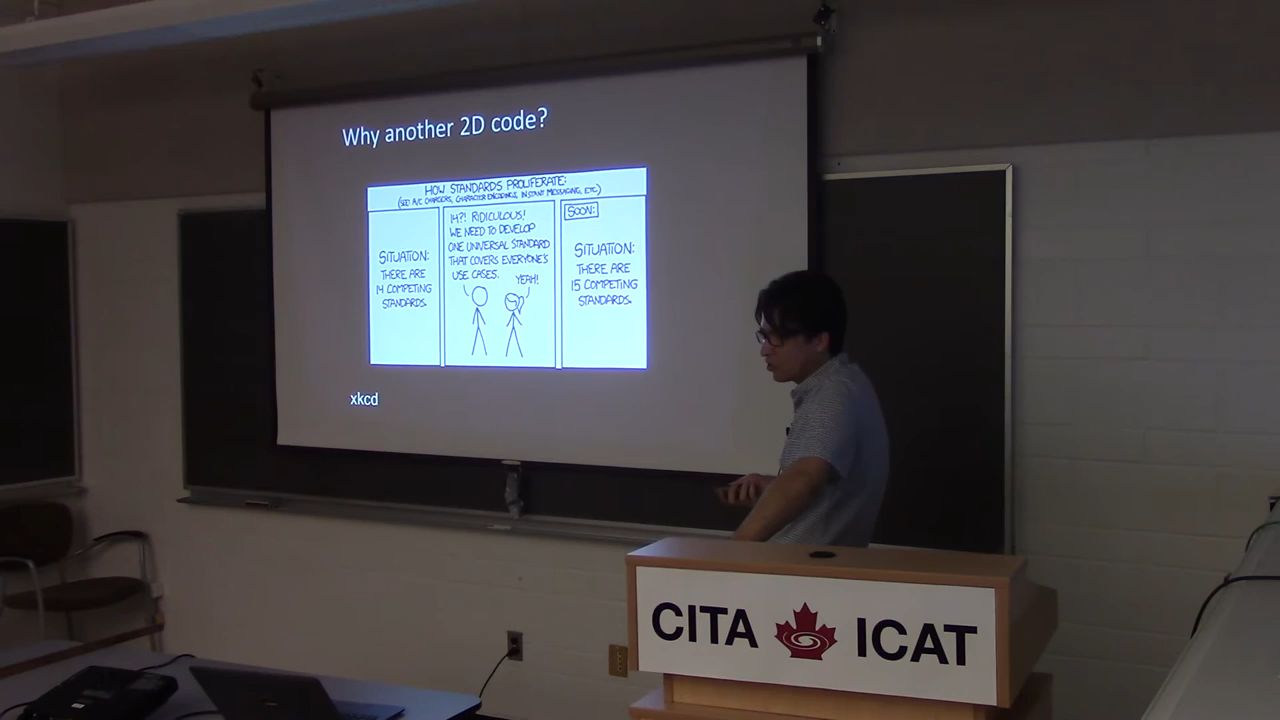 Why another 2D code?
HOW STANDARDS PROLIFERATE:
(SEE: A/C CHARGERS, CHARACTER ENCODINGS, INSTANT MESSAGING, ETC.)
SITUATION:
THERE ARE
14 COMPETING
STANDARDS.
14?! RIDICULOUS!
WE NEED TO DEVELOP
ONE UNIVERSAL STANDARD
THAT COVERS EVERYONE'S
USE CASES.
YEAH!
SOON:
SITUATION:
THERE ARE
15 COMPETING
STANDARDS.
xkcd
CITA ICAT